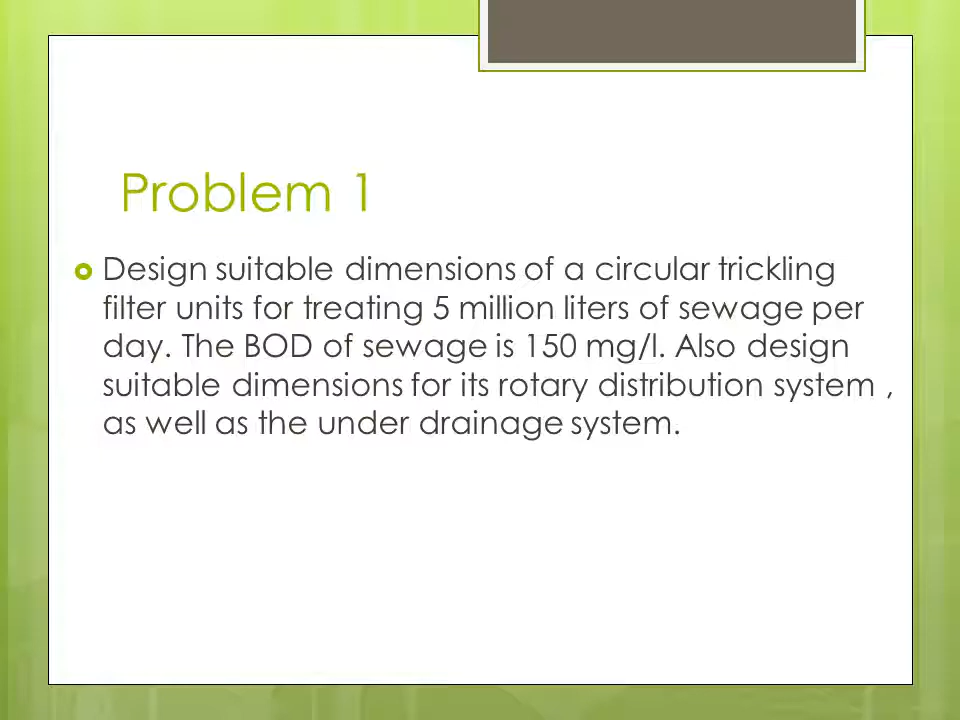 Problem 1
Design suitable dimensions of a circular trickling
filter units for treating 5 million liters of sewage per
day. The BOD of sewage is 150 mg/l. Also design
suitable dimensions for its rotary distribution system ,
as well as the under drainage system.